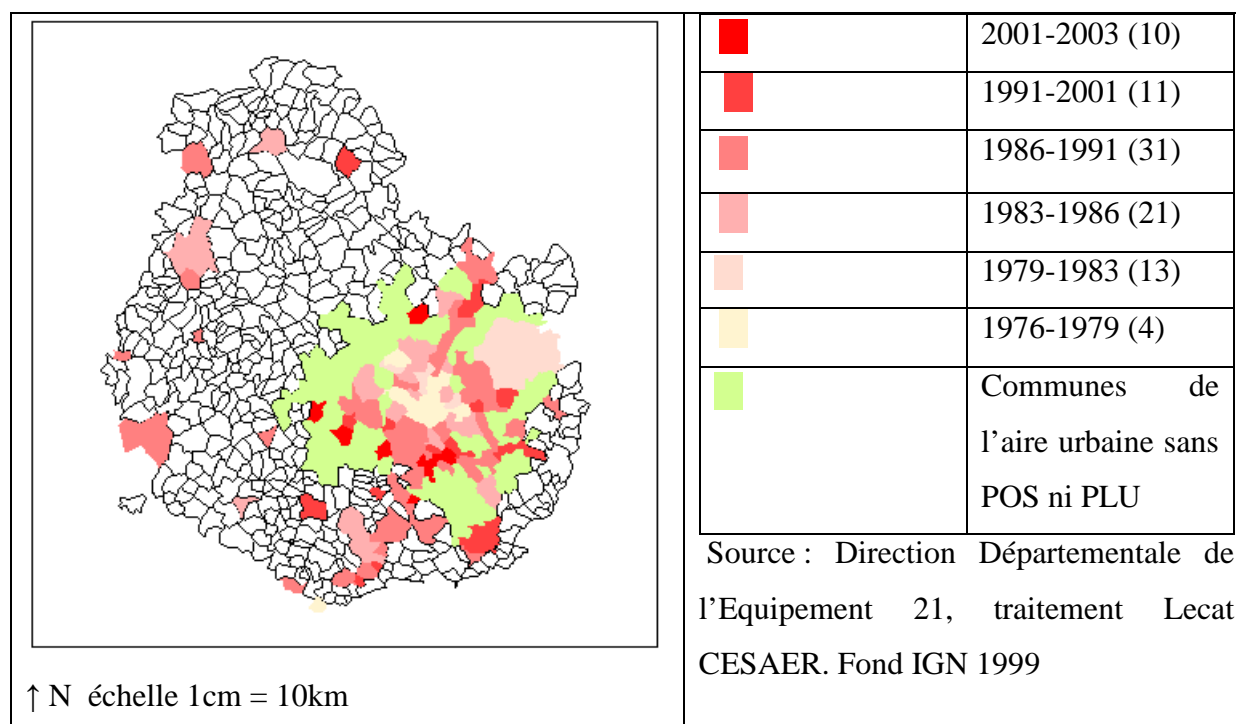 2001-2003 (10)
1991-2001 (11)
1986-1991 (31)
1983-1986 (21)
1979-1983 (13)
1976-1979 (4)
Communes de
l’aire urbaine sans
POS ni PLU
Source : Direction Départementale de
l’Equipement 21, traitement Lecat
CESAER. Fond IGN 1999
↑ N échelle 1cm = 10km